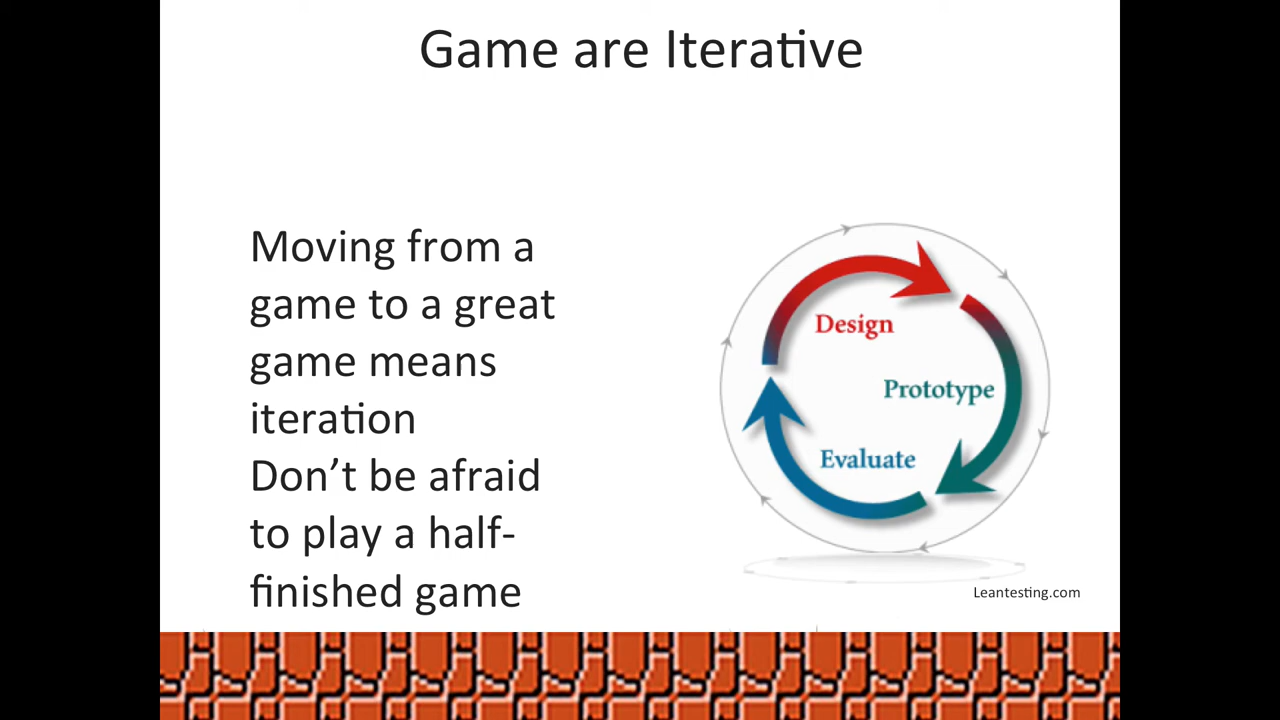 Game are Iterative
Moving from a
game to a great
game means
iteration
Don’t be afraid
to play a half-
finished game
Design
Prototype
Evaluate
Leantesting.com